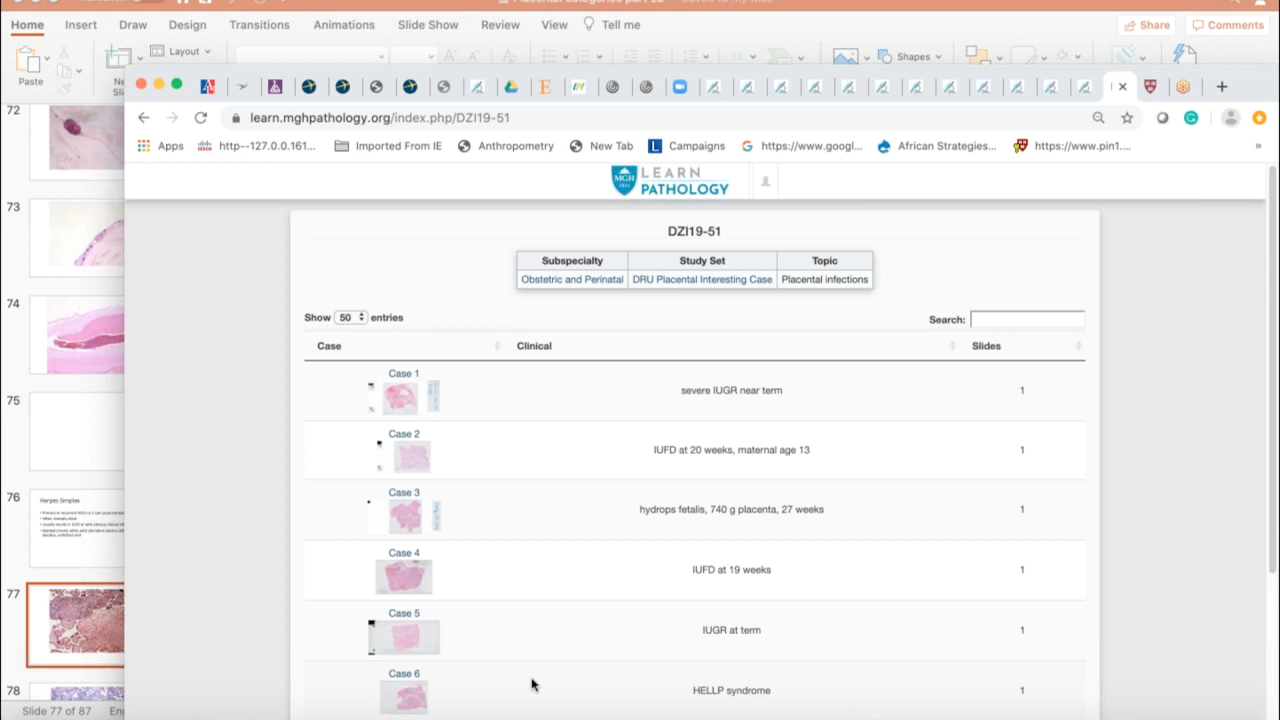 Home Insert Draw Design Transitions Animations Slide Show Review View Tell me Share Comments
Paste Layout Shapes
learn.mghpathology.org/index.php/DZI19-51
Apps http--127.0.0.161... Imported From IE Anthropometry New Tab Campaigns https://www.googl... African Strategies... https://www.pin1.... »
MGH
1811
LEARN
PATHOLOGY
DZI19-51
Subspecialty Study Set Topic
Obstetric and Perinatal DRU Placental Interesting Case Placental infections
Show 50 entries Search:
Case Clinical Slides
Case 1 severe IUGR near term 1
Case 2 IUFD at 20 weeks, maternal age 13 1
Case 3 hydrops fetalis, 740 g placenta, 27 weeks 1
Case 4 IUFD at 19 weeks 1
Case 5 IUGR at term 1
Case 6 HELLP syndrome 1
72
73
74
75
76
Herpes Simplex
77
78
Slide 77 of 87